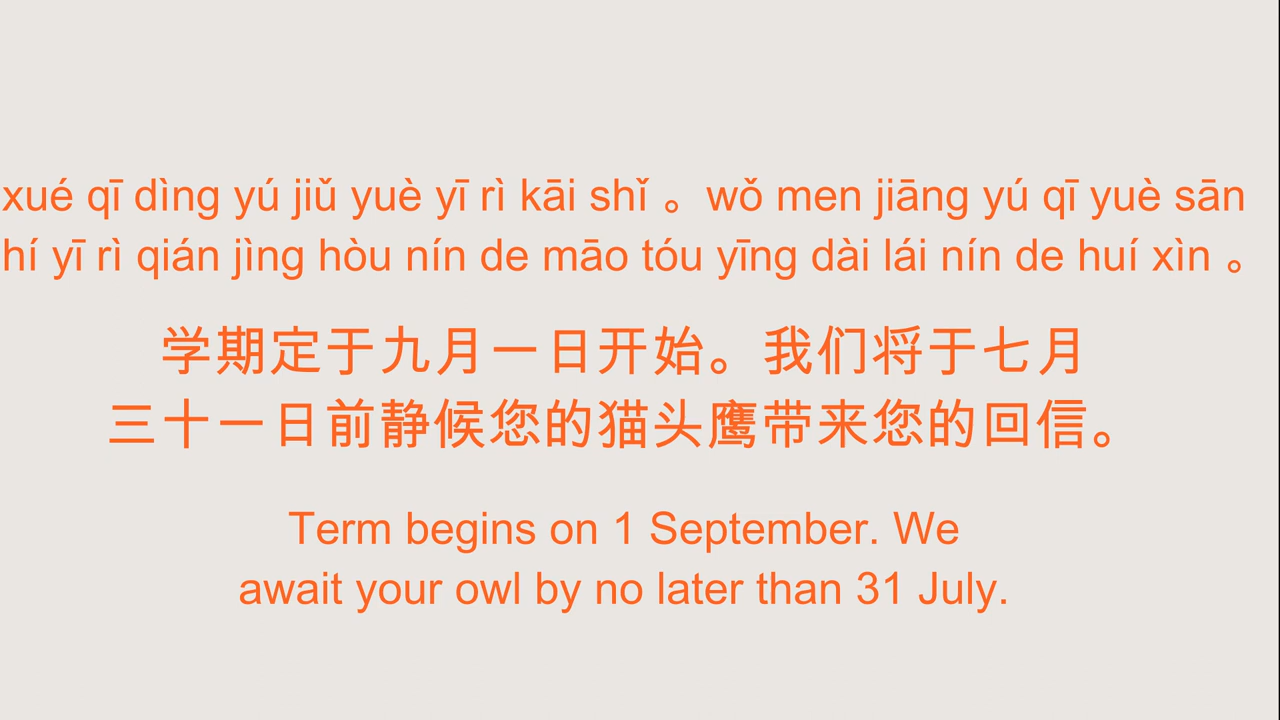 xué qī dìng yú jiǔ yuè yī rì kāi shǐ 。wǒ men jiāng yú qī yuè sān
hí yī rì qián jìng hòu nín de māo tóu yīng dài lái nín de huí xìn 。
学期定于九月一日开始。我们将于七月
三十一日前静候您的猫头鹰带来您的回信。
Term begins on 1 September. We
await your owl by no later than 31 July.